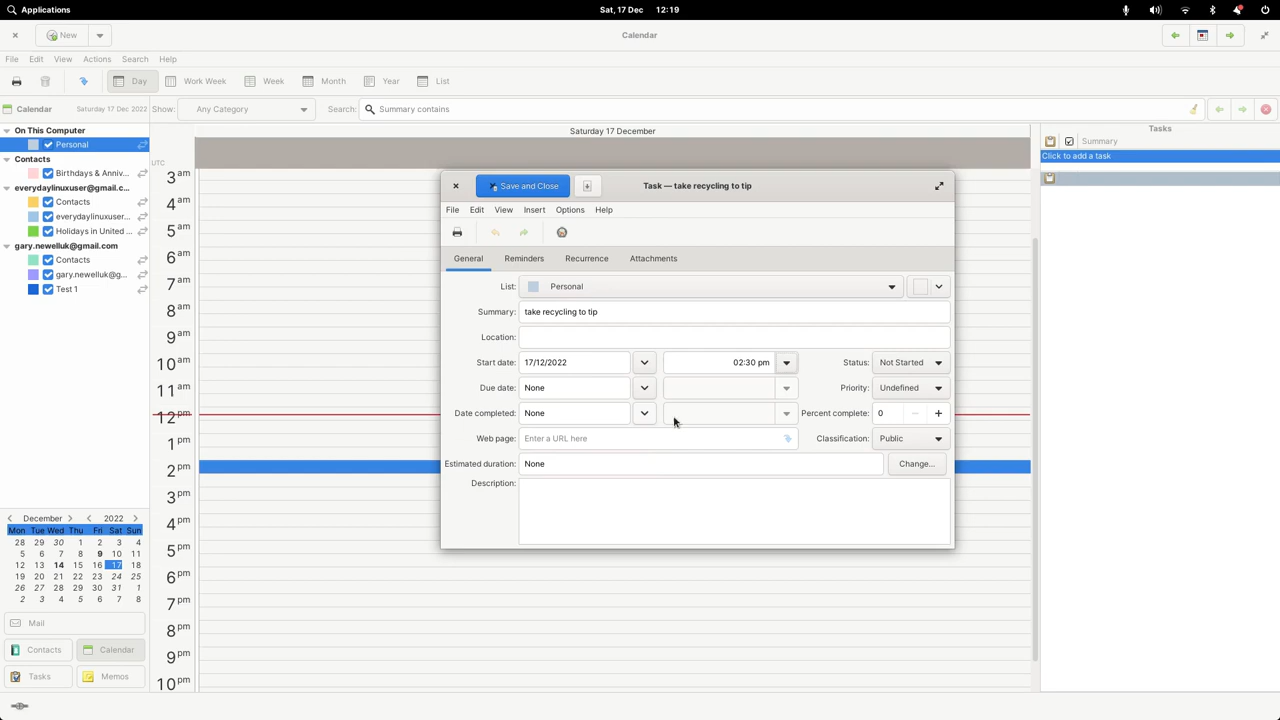 Applications
Sat, 17 Dec 12:19
New
Calendar
File Edit View Actions Search Help
Day Work Week Week Month Year List
Calendar Saturday 17 Dec 2022 Show: Any Category Search: Summary contains
On This Computer
Personal
Contacts
Birthdays & Anniv...
everydaylinuxuser@gmail.c...
Contacts
everydaylinuxuser...
Holidays in United ...
gary.newelluk@gmail.com
Contacts
gary.newelluk@g...
Test 1
December 2022
Mon Tue Wed Thu Fri Sat Sun
28 29 30 1 2 3 4
5 6 7 8 9 10 11
12 13 14 15 16 17 18
19 20 21 22 23 24 25
26 27 28 29 30 31 1
2 3 4 5 6 7 8
Mail
Contacts Calendar
Tasks Memos
Saturday 17 December
UTC
3 am
4 am
5 am
6 am
7 am
8 am
9 am
10 am
11 am
12 pm
1 pm
2 pm
3 pm
4 pm
5 pm
6 pm
7 pm
8 pm
9 pm
10 pm
Save and Close Task — take recycling to tip
File Edit View Insert Options Help
General Reminders Recurrence Attachments
List: Personal
Summary: take recycling to tip
Location:
Start date: 17/12/2022 02:30 pm Status: Not Started
Due date: None Priority: Undefined
Date completed: None Percent complete: 0 − +
Web page: Enter a URL here Classification: Public
Estimated duration: None Change...
Description:
Tasks
Summary
Click to add a task